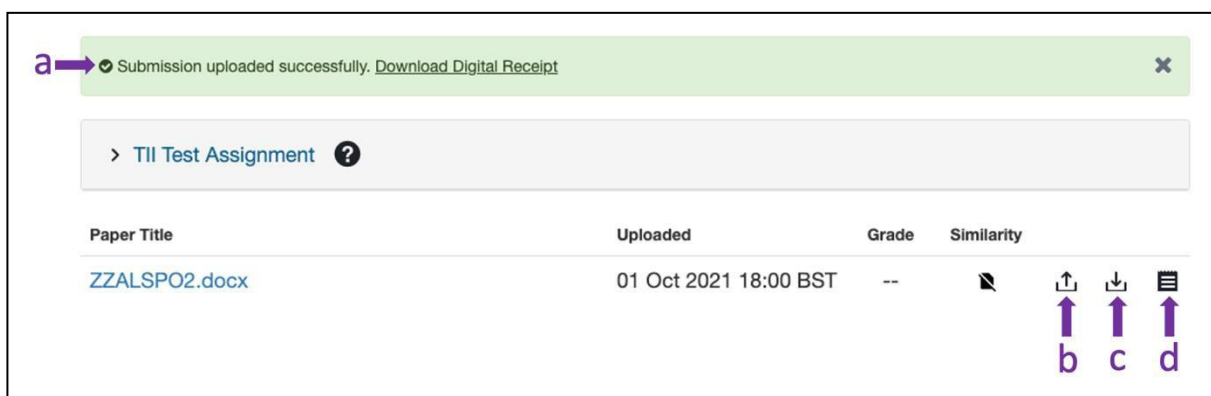 a
Submission uploaded successfully. Download Digital Receipt
TII Test Assignment ?
Paper Title Uploaded Grade Similarity
ZZALSPO2.docx 01 Oct 2021 18:00 BST --
b c d